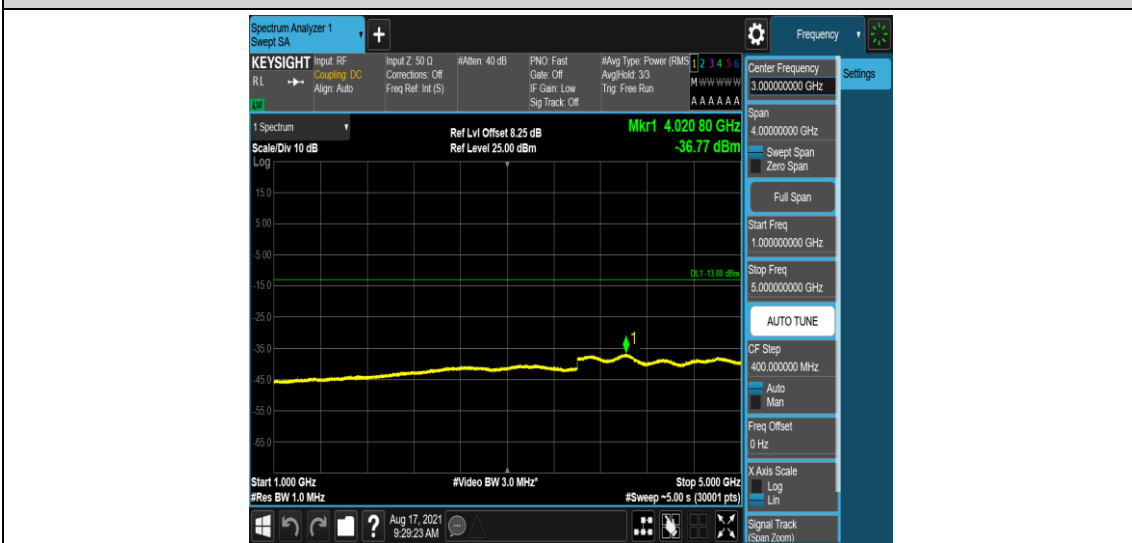 Spectrum Analyzer 1
Swept SA
+
Frequency
KEYSIGHT
RL
LV
Input: RF
Coupling: DC
Align: Auto
Input Z: 50 Ω
Corrections: Off
Freq Ref: Int (S)
#Atten: 40 dB
PNO: Fast
Gate: Off
IF Gain: Low
Sig Track: Off
#Avg Type: Power (RMS
Avg|Hold: 3/3
Trig: Free Run
1 2 3 4 5 6
M W W W W W
A A A A A A
1 Spectrum
Scale/Div 10 dB
Ref Lvl Offset 8.25 dB
Ref Level 25.00 dBm
Mkr1 4.020 80 GHz
-36.77 dBm
Log
15.0
5.00
-5.00
-15.0
-25.0
-35.0
-45.0
-55.0
-65.0
DL1 -13.00 dBm
1
Start 1.000 GHz
#Res BW 1.0 MHz
#Video BW 3.0 MHz*
Stop 5.000 GHz
#Sweep ~5.00 s (30001 pts)
?
Aug 17, 2021
9:29:23 AM
Center Frequency
3.000000000 GHz
Settings
Span
4.00000000 GHz
Swept Span
Zero Span
Full Span
Start Freq
1.000000000 GHz
Stop Freq
5.000000000 GHz
AUTO TUNE
CF Step
400.000000 MHz
Auto
Man
Freq Offset
0 Hz
X Axis Scale
Log
Lin
Signal Track
(Span Zoom)